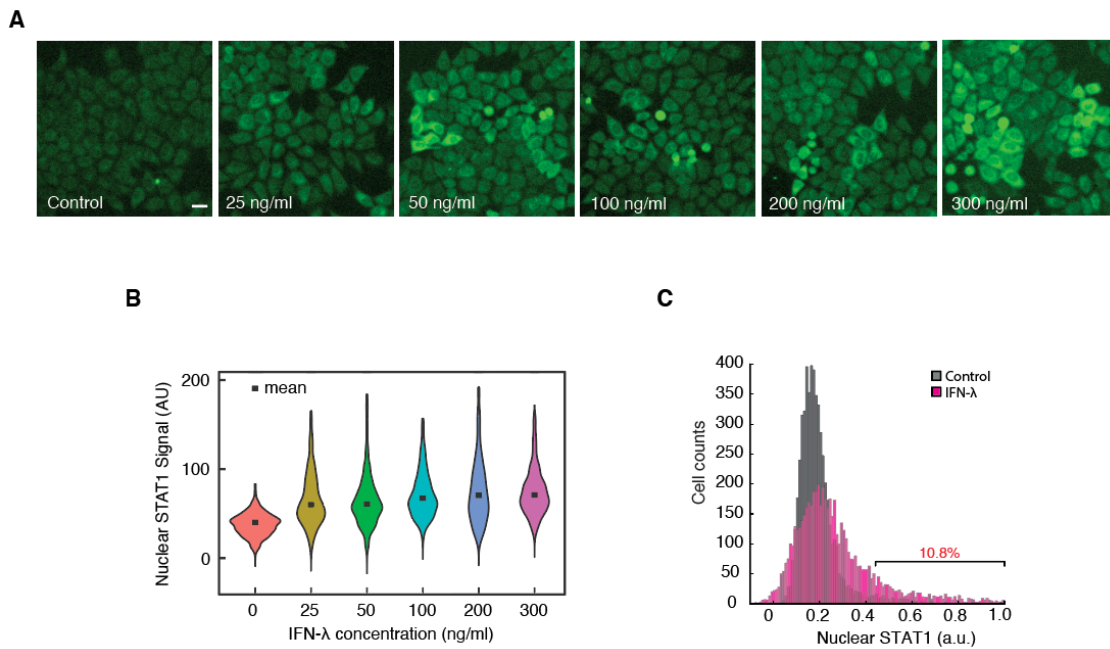 A
Control
25 ng/ml
50 ng/ml
100 ng/ml
200 ng/ml
300 ng/ml
B
Nuclear STAT1 Signal (AU)
200
100
0
mean
0
25
50
100
200
300
IFN-λ concentration (ng/ml)
C
Cell counts
400
350
300
250
200
150
100
50
0
Control
IFN-λ
10.8%
0
0.2
0.4
0.6
0.8
1.0
Nuclear STAT1 (a.u.)